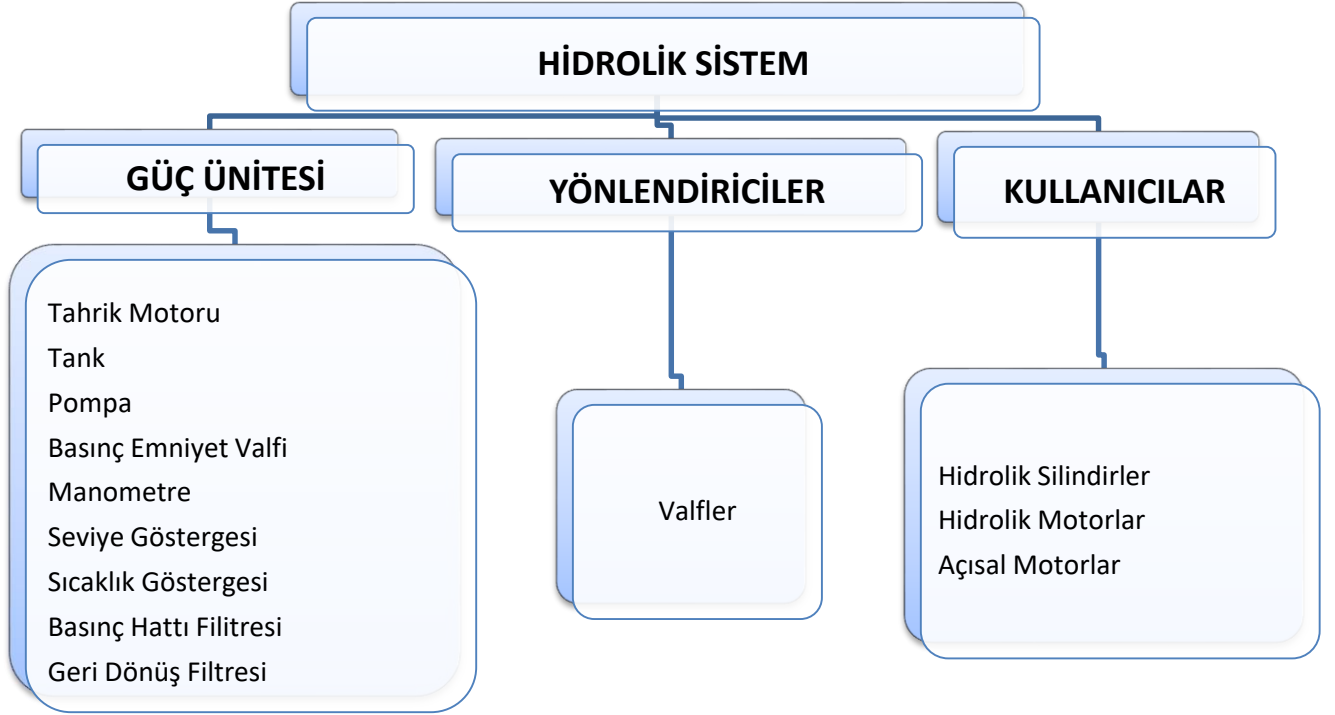 HİDROLİK SİSTEM
GÜÇ ÜNİTESİ
YÖNLENDİRİCİLER
KULLANICILAR
Tahrik Motoru
Tank
Pompa
Basınç Emniyet Valfi
Manometre
Seviye Göstergesi
Sıcaklık Göstergesi
Basınç Hattı Filitresi
Geri Dönüş Filtresi
Valfler
Hidrolik Silindirler
Hidrolik Motorlar
Açısal Motorlar